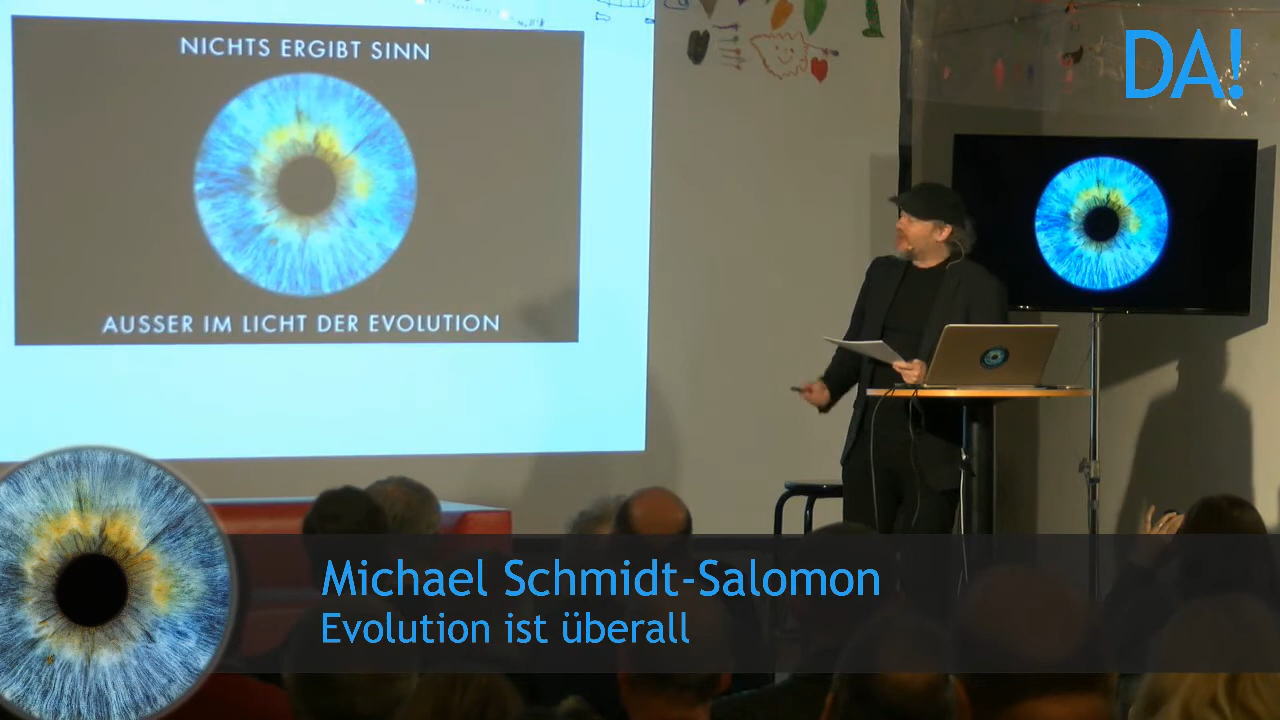 NICHTS ERGIBT SINN
AUSSER IM LICHT DER EVOLUTION
DA!
Michael Schmidt-Salomon
Evolution ist überall